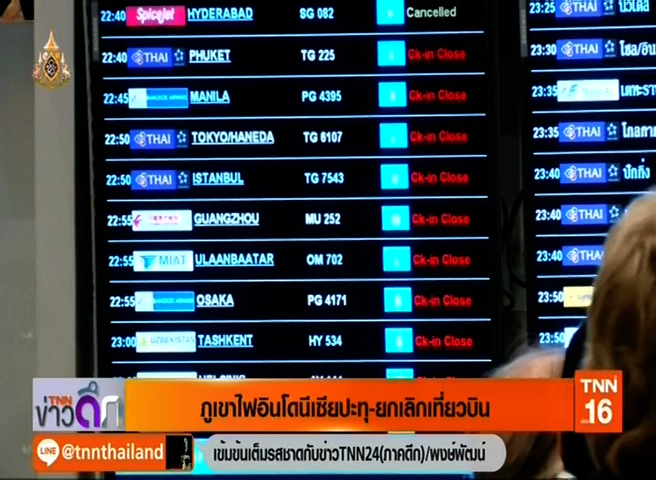 22:40 SpiceJet HYDERABAD SG 082 Cancelled
22:40 THAI PHUKET TG 225 Ck-in Close
22:45 BANGKOK AIRWAYS MANILA PG 4395 Ck-in Close
22:50 THAI TOKYO/HANEDA TG 6107 Ck-in Close
22:50 THAI ISTANBUL TG 7543 Ck-in Close
22:55 GUANGZHOU MU 252 Ck-in Close
22:55 MIAT ULAANBAATAR OM 702 Ck-in Close
22:55 OSAKA PG 4171 Ck-in Close
23:00 UZBEKISTAN TASHKENT HY 534 Ck-in Close
23:25
23:30 THAI
23:35
23:35 THAI
23:40 THAI ปักกิ่ง
23:40 THAI
23:40 THAI
23:50
23:50
TNN
ข่าวดึก
ภูเขาไฟอินโดนีเซียปะทุ-ยกเลิกเที่ยวบิน
TNN
16
LINE @tnnthailand
เข้มข้นเต็มรสชาดกับข่าวTNN24(ภาคดึก)/พงษ์พัฒน์